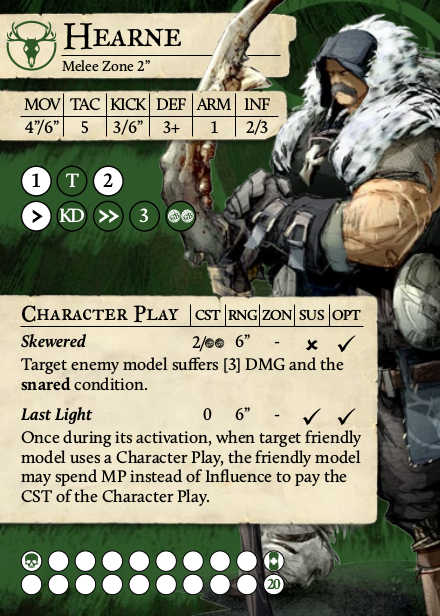 Hearne
Melee Zone 2”
MOV TAC KICK DEF ARM INF
4”/6” 5 3/6” 3+ 1 2/3
1 T 2
> KD >> 3
Character Play CST RNG ZON SUS OPT
Skewered 2/ 6” - ✗ ✓
Target enemy model suffers [3] DMG and the
snared condition.
Last Light 0 6” - ✓ ✓
Once during its activation, when target friendly
model uses a Character Play, the friendly model
may spend MP instead of Influence to pay the
CST of the Character Play.
20